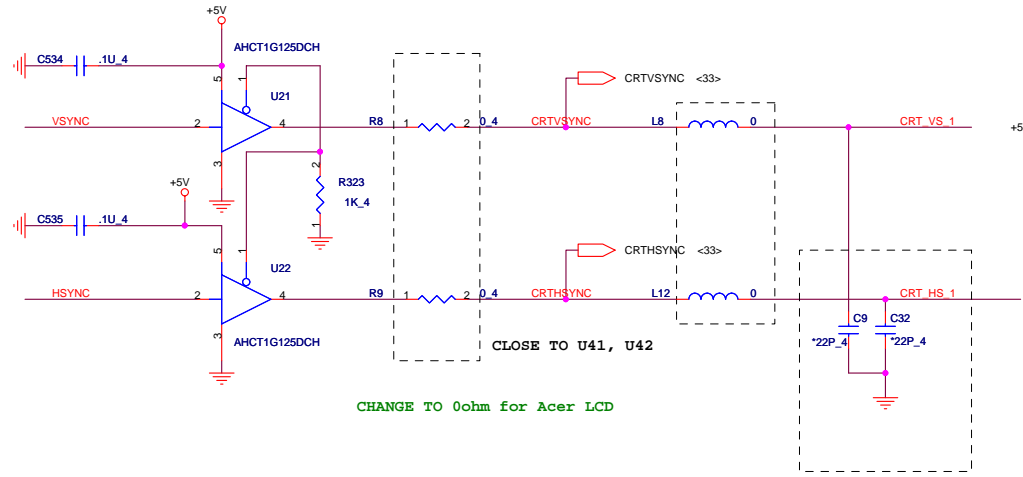 +5V
AHCT1G125DCH
C534 .1U_4
5 1
U21
CRTVSYNC <33>
VSYNC 2 4 R8 1 2 0_4 CRTVSYNC L8 0 CRT_VS_1 +5
3
2
+5V
R323
1K_4
1
C535 .1U_4
5 1
U22
CRTHSYNC <33>
HSYNC 2 4 R9 1 2 0_4 CRTHSYNC L12 0 CRT_HS_1
3
C9 C32
AHCT1G125DCH
*22P_4 *22P_4
CLOSE TO U41, U42
CHANGE TO 0ohm for Acer LCD